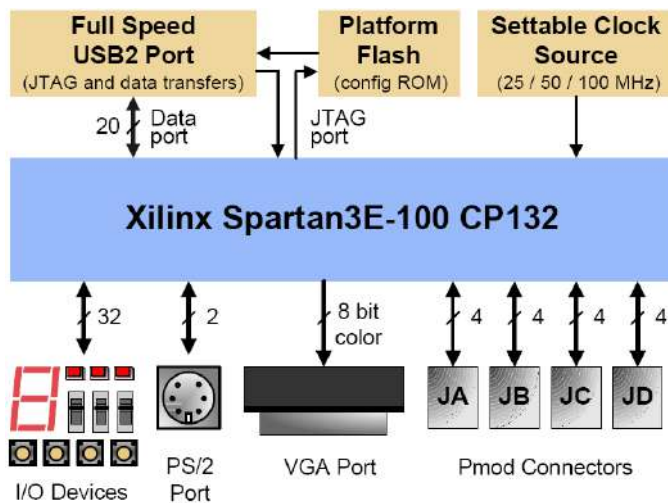 Full Speed
USB2 Port
(JTAG and data transfers)
Platform
Flash
(config ROM)
Settable Clock
Source
(25 / 50 / 100 MHz)
20
Data
port
JTAG
port
Xilinx Spartan3E-100 CP132
32
2
8 bit
color
4
4
4
4
JA
JB
JC
JD
I/O Devices
PS/2
Port
VGA Port
Pmod Connectors